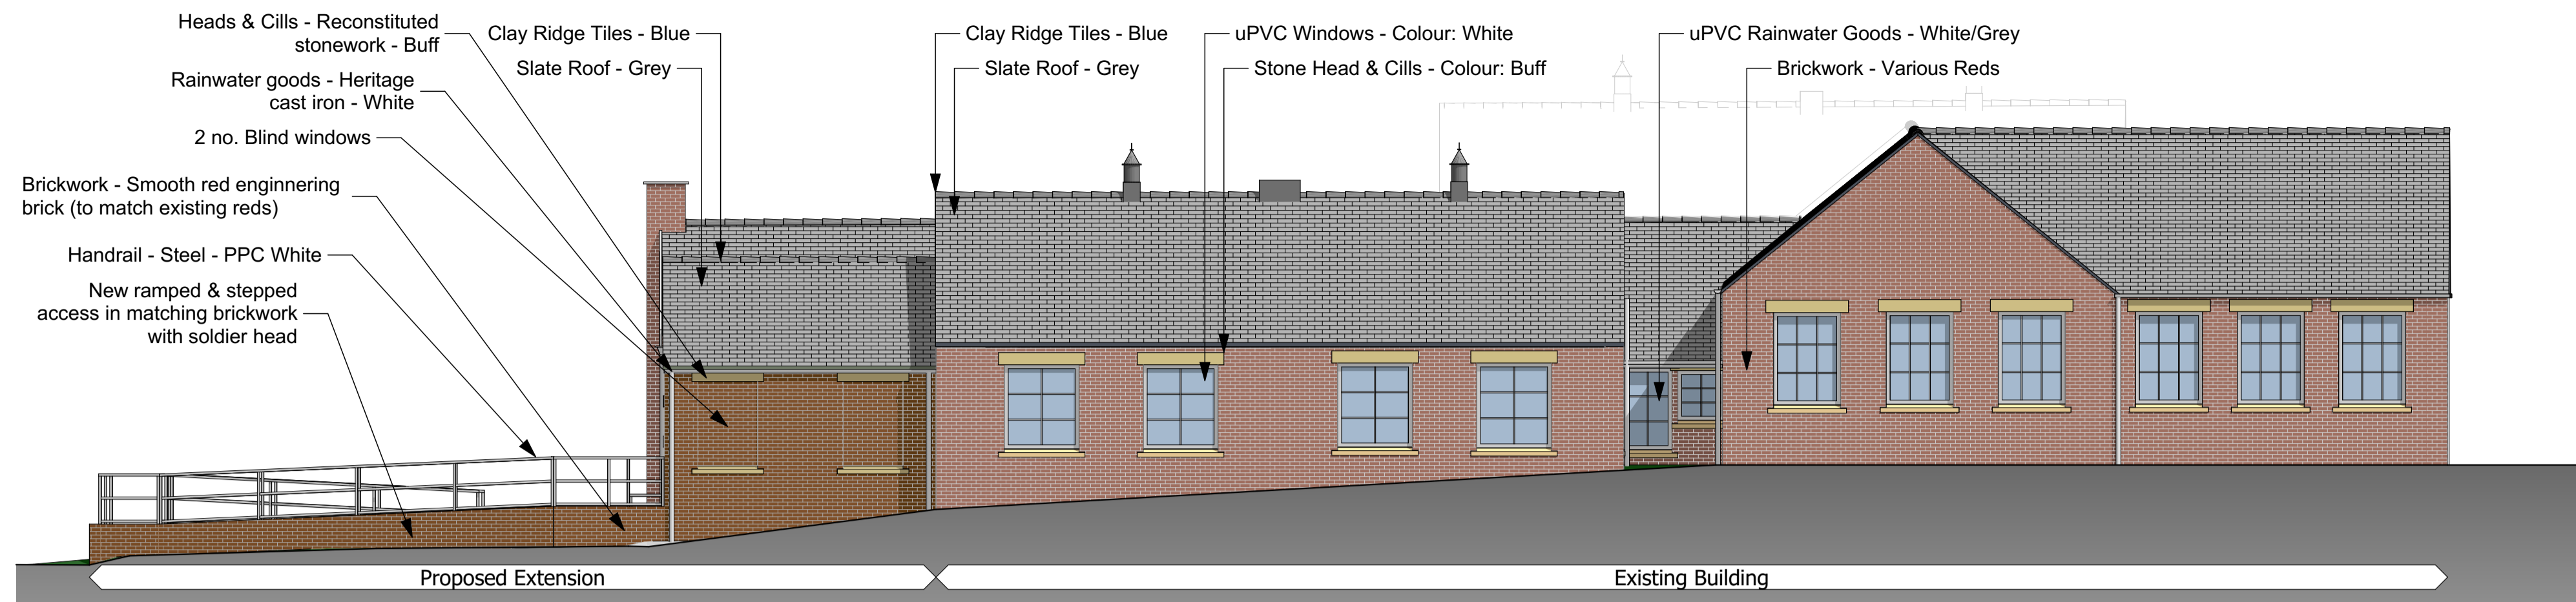 Heads & Cills - Reconstituted
stonework - Buff
Rainwater goods - Heritage
cast iron - White
2 no. Blind windows
Brickwork - Smooth red enginnering
brick (to match existing reds)
Handrail - Steel - PPC White
New ramped & stepped
access in matching brickwork
with soldier head
Clay Ridge Tiles - Blue
Slate Roof - Grey
Clay Ridge Tiles - Blue
Slate Roof - Grey
uPVC Windows - Colour: White
Stone Head & Cills - Colour: Buff
uPVC Rainwater Goods - White/Grey
Brickwork - Various Reds
Proposed Extension
Existing Building